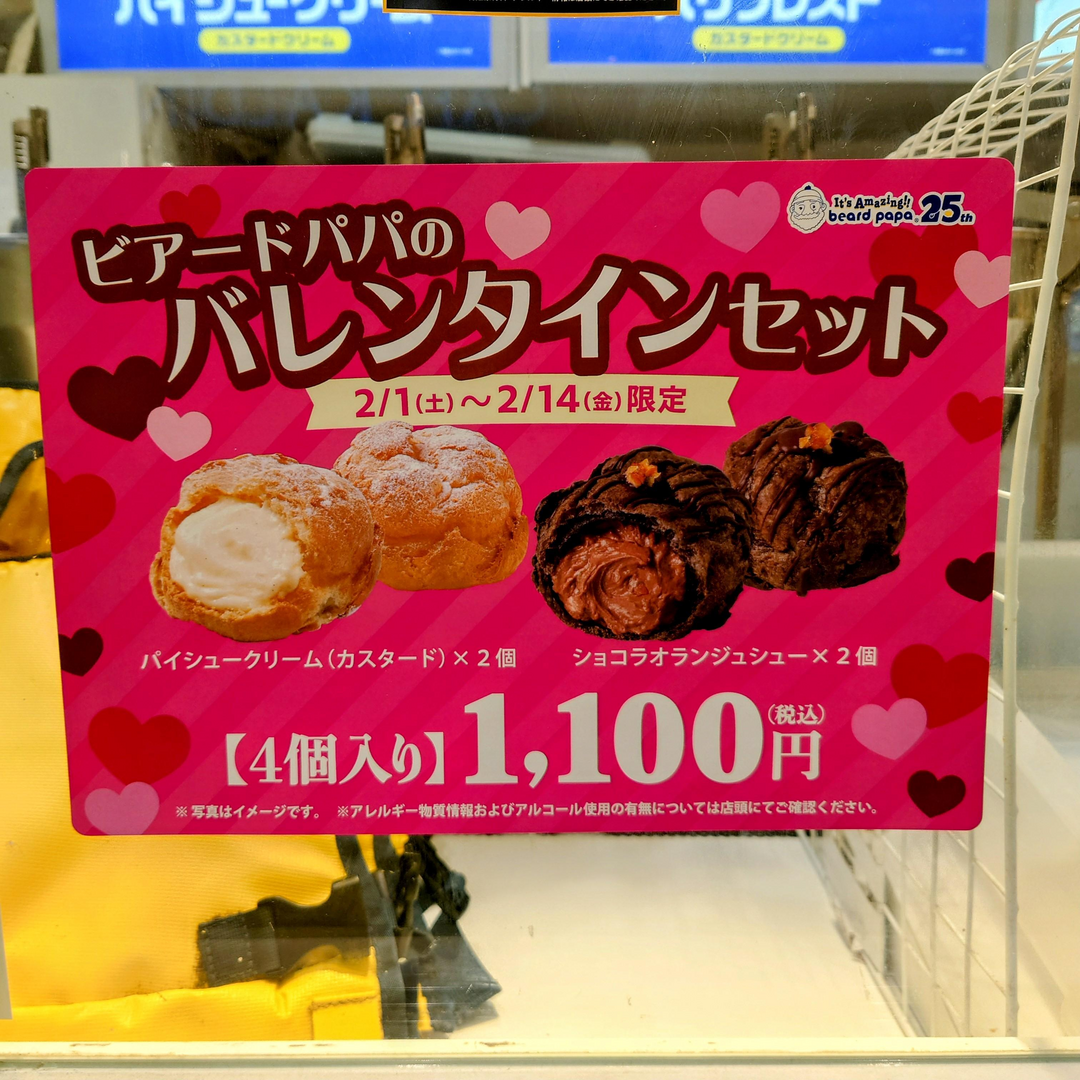 パイシュークリーム
カスタードクリーム
カスタードクリーム
It's Amazing!!
beard papa® 25th
ビアードパパの
バレンタインセット
2/1(土)～2/14(金)限定
パイシュークリーム(カスタード)×2個
ショコラオランジュシュー×2個
【4個入り】1,100円(税込)
※写真はイメージです。 ※アレルギー物質情報およびアルコール使用の有無については店頭にてご確認ください。